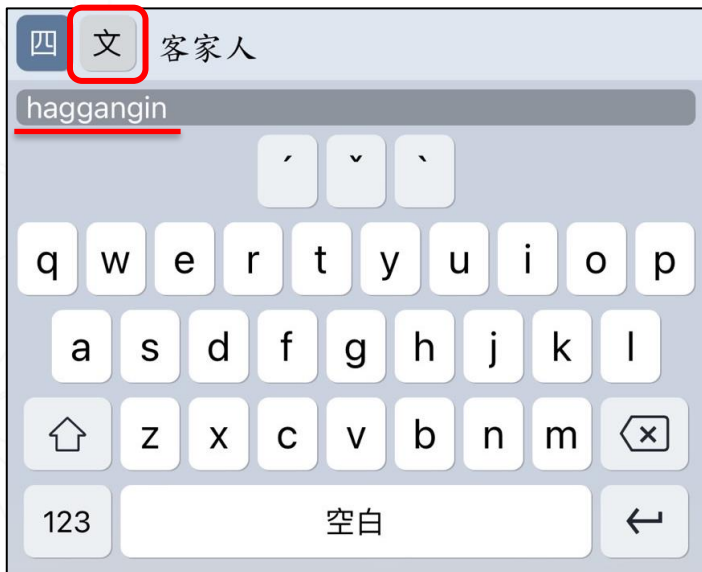 四 文 客家人
haggangin
ˊ ˇ ˋ
q w e r t y u i o p
a s d f g h j k l
z x c v b n m
123 空白